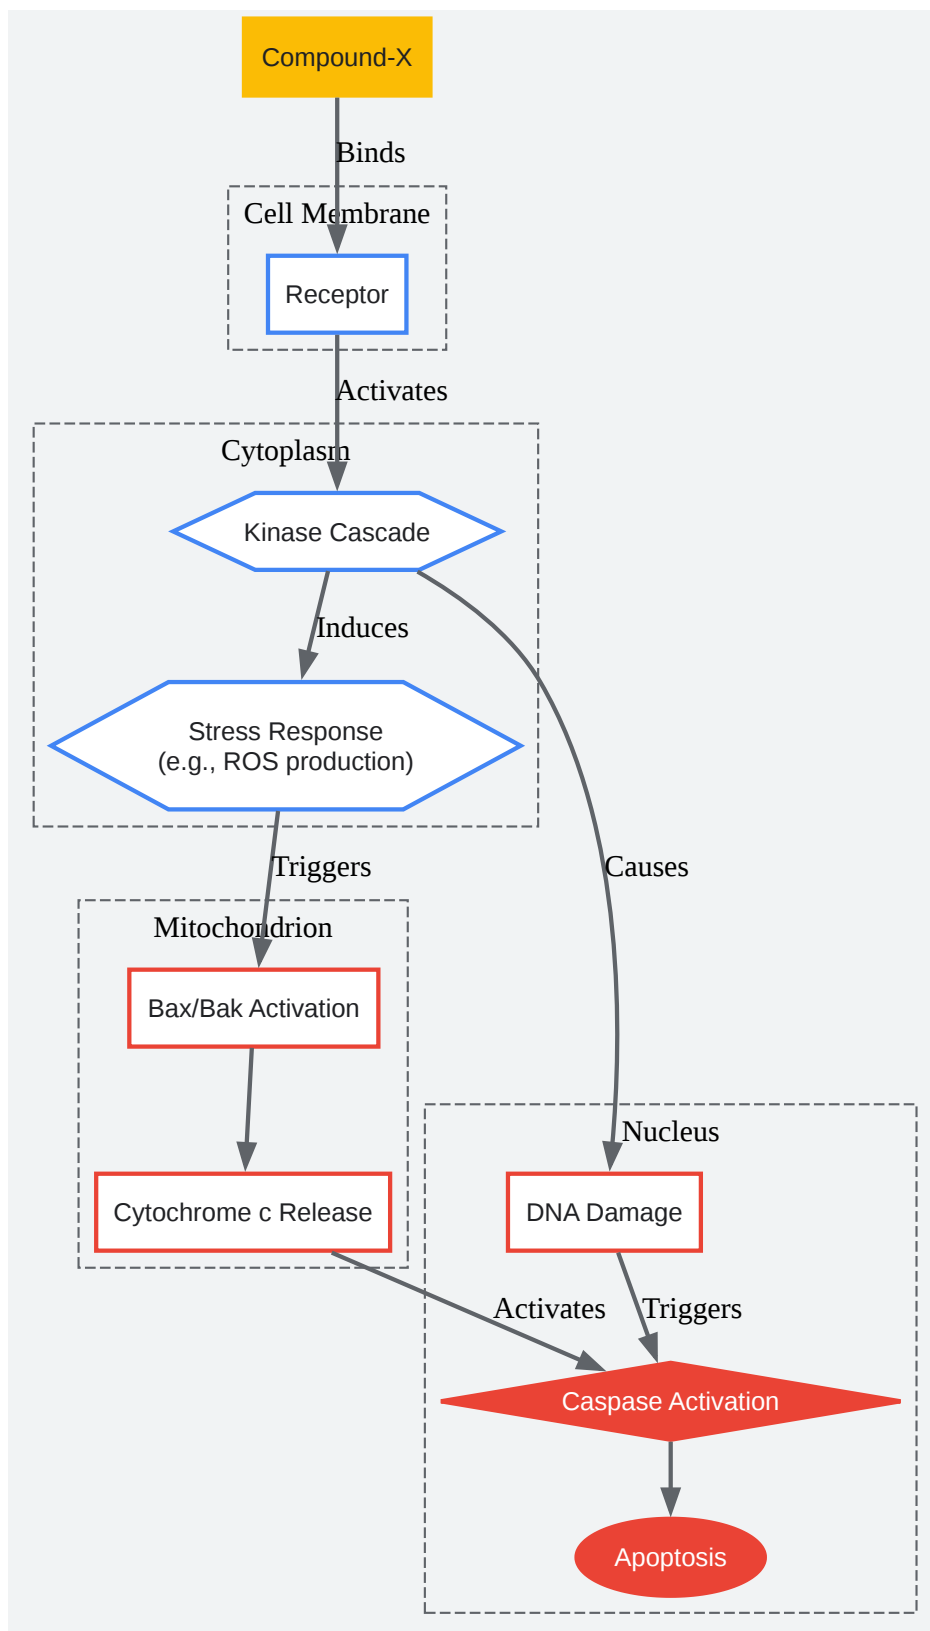 Compound-X
Binds
Cell Membrane
Receptor
Activates
Cytoplasm
Kinase Cascade
Induces
Stress Response
(e.g., ROS production)
Triggers
Causes
Mitochondrion
Bax/Bak Activation
Nucleus
Cytochrome c Release
DNA Damage
Activates
Triggers
Caspase Activation
Apoptosis